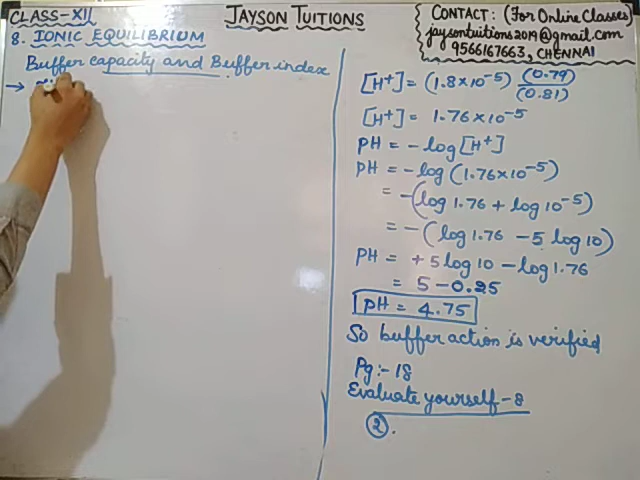 CLASS-XII
JAYSON TUITIONS
CONTACT: (For Online Classes)
jaysontuitions2019@gmail.com
9566167663, CHENNAI
8. IONIC EQUILIBRIUM
Buffer capacity and Buffer index
→
[H+] = (1.8×10⁻⁵) (0.79)/(0.81)
[H+] = 1.76×10⁻⁵
pH = -log[H+]
pH = -log(1.76×10⁻⁵)
= -(log 1.76 + log 10⁻⁵)
= -(log 1.76 - 5 log 10)
pH = +5 log 10 - log 1.76
= 5 - 0.25
pH = 4.75
So buffer action is verified
Pg:- 18
Evaluate yourself - 8
②.